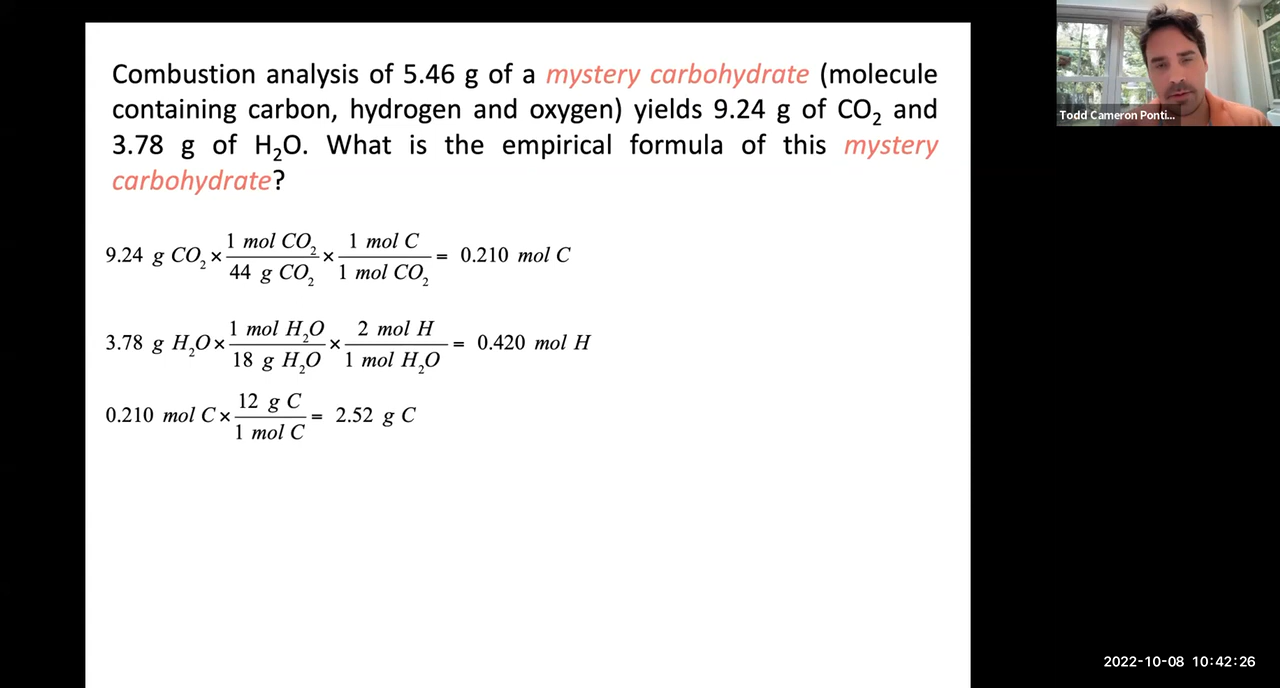 Combustion analysis of 5.46 g of a mystery carbohydrate (molecule
containing carbon, hydrogen and oxygen) yields 9.24 g of CO₂ and
3.78 g of H₂O. What is the empirical formula of this mystery
carbohydrate?
9.24 g CO₂ × 1 mol CO₂ / 44 g CO₂ × 1 mol C / 1 mol CO₂ = 0.210 mol C
3.78 g H₂O × 1 mol H₂O / 18 g H₂O × 2 mol H / 1 mol H₂O = 0.420 mol H
0.210 mol C × 12 g C / 1 mol C = 2.52 g C
Todd Cameron Ponti...
2022-10-08 10:42:26